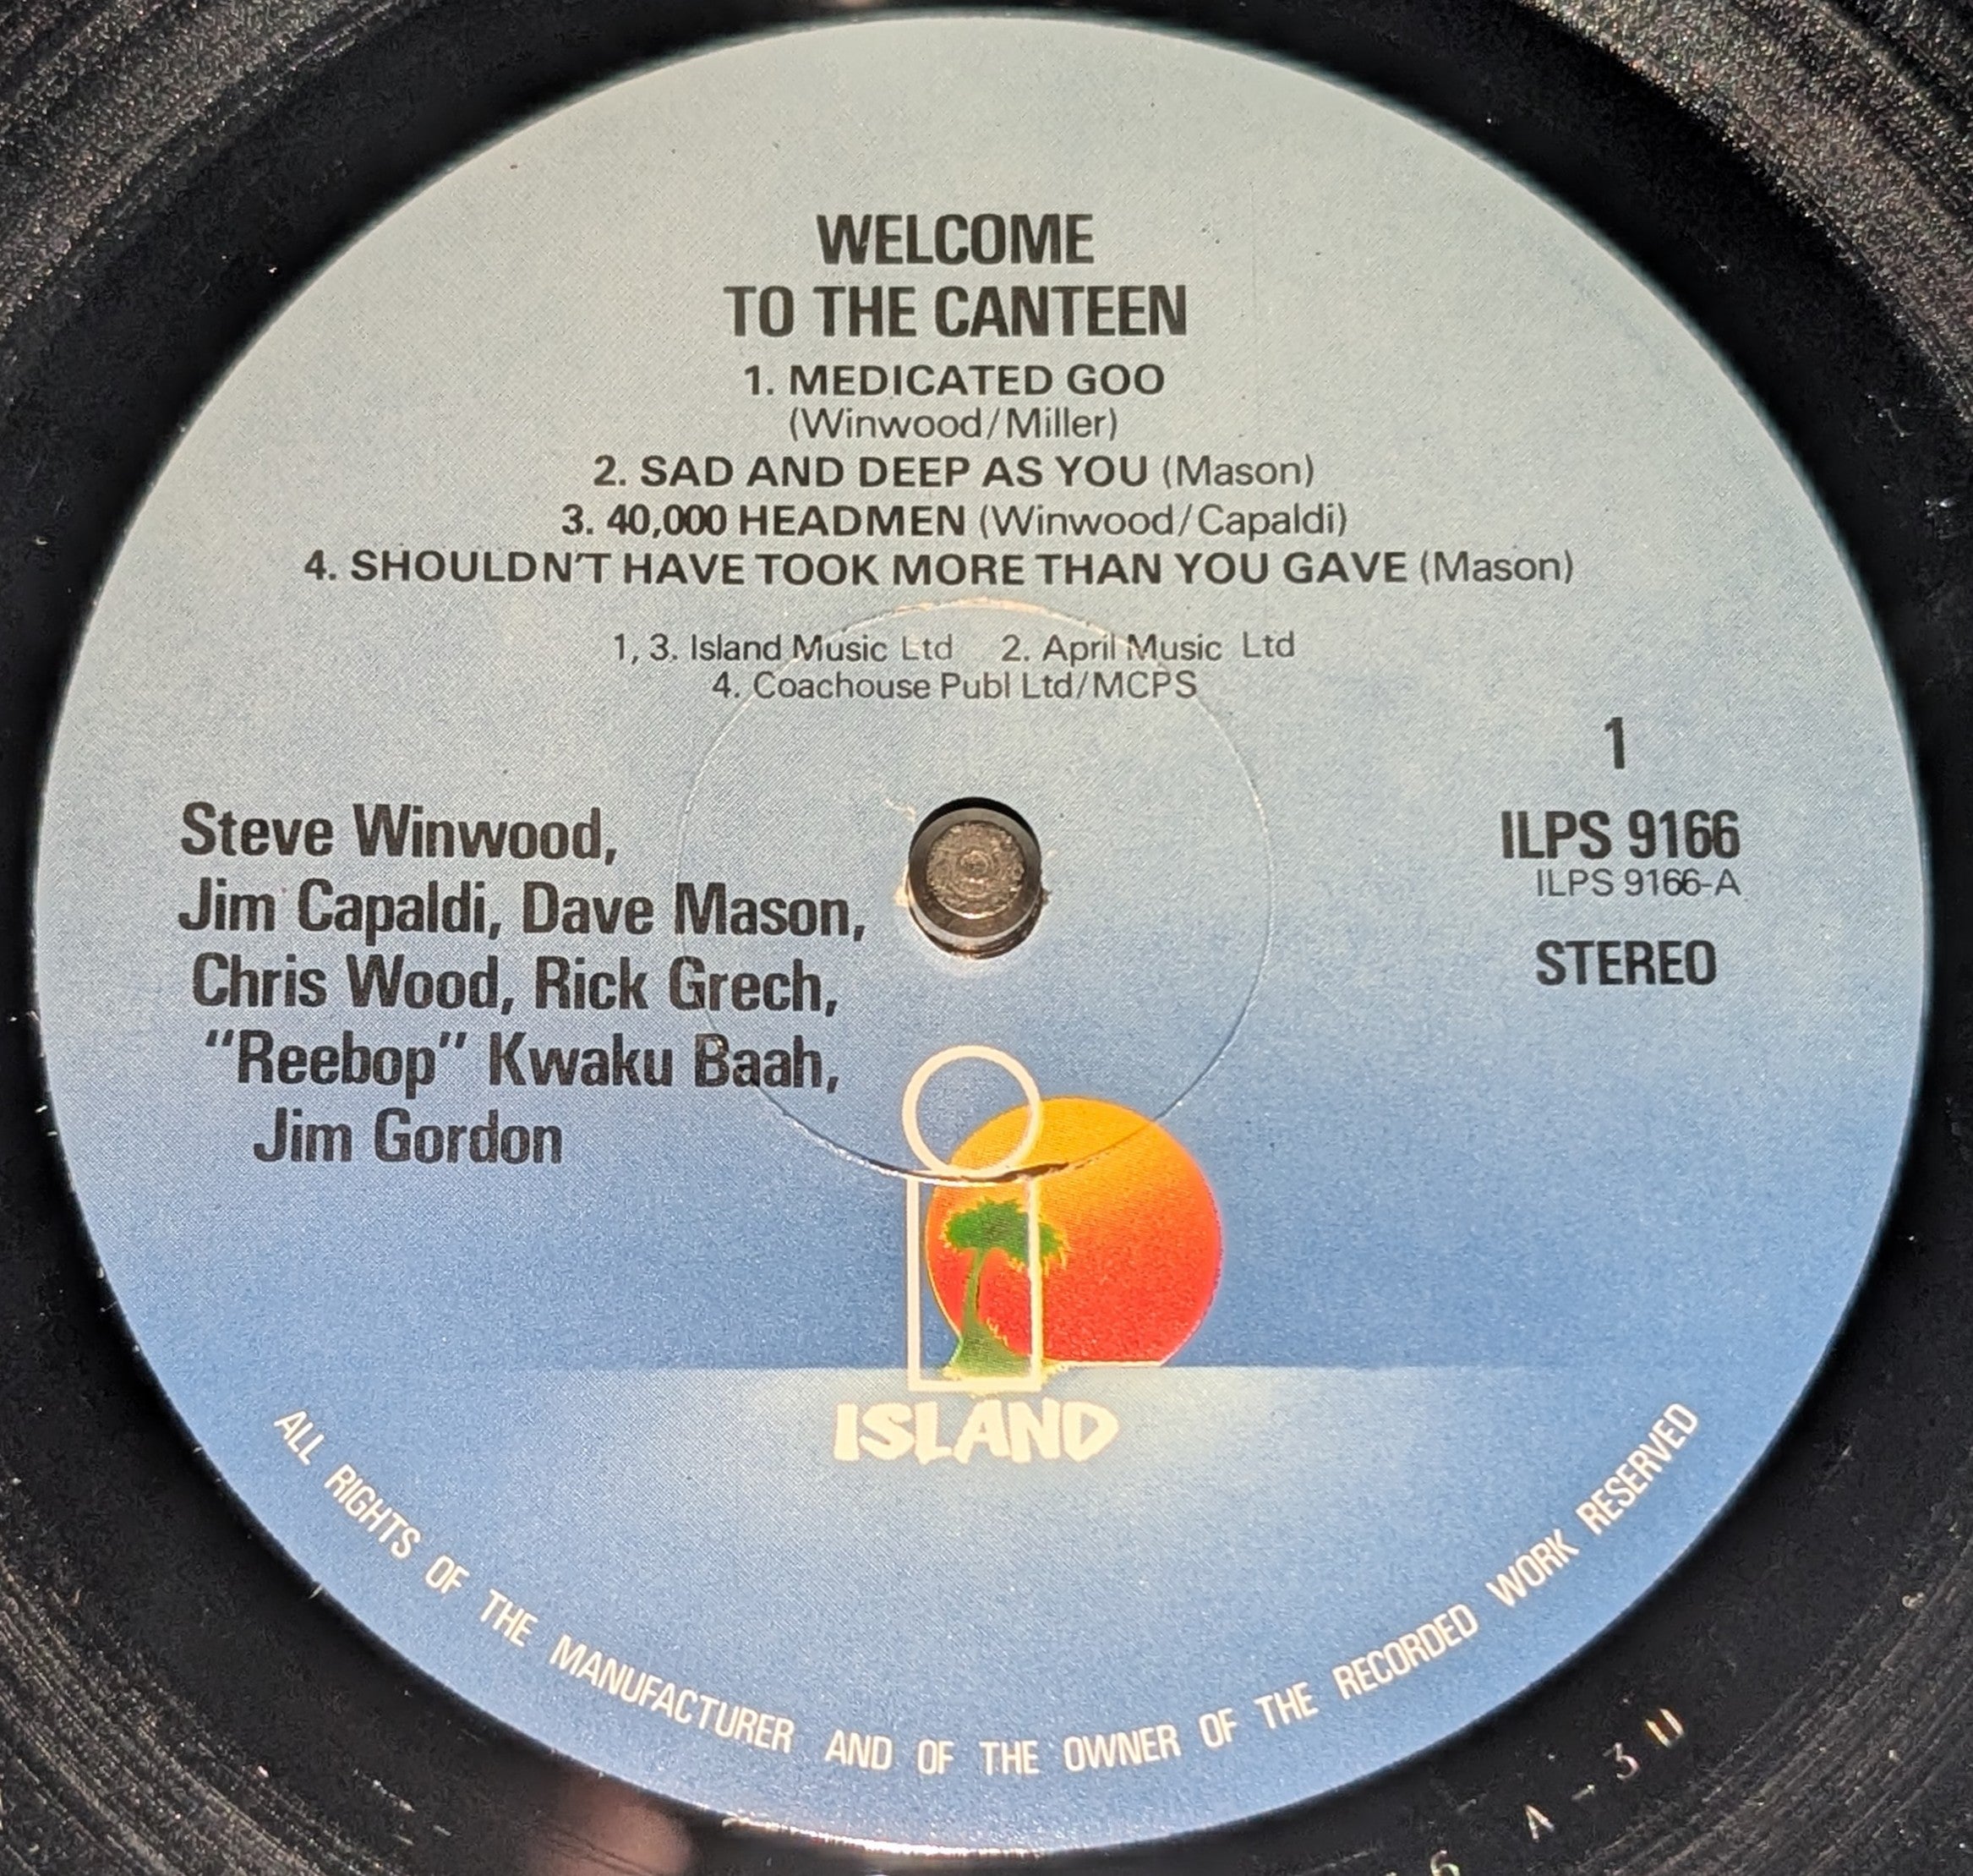 WELCOME
TO THE CANTEEN
1. MEDICATED GOO
(Winwood/Miller)
2. SAD AND DEEP AS YOU (Mason)
3. 40,000 HEADMEN (Winwood/Capaldi)
4. SHOULDN'T HAVE TOOK MORE THAN YOU GAVE (Mason)
1, 3. Island Music Ltd 2. April Music Ltd
4. Coachouse Publ Ltd/MCPS
1
ILPS 9166
ILPS 9166-A
STEREO
Steve Winwood,
Jim Capaldi, Dave Mason,
Chris Wood, Rick Grech,
"Reebop" Kwaku Baah,
Jim Gordon
ISLAND
ALL RIGHTS OF THE MANUFACTURER AND OF THE OWNER OF THE RECORDED WORK RESERVED
6 A-3U